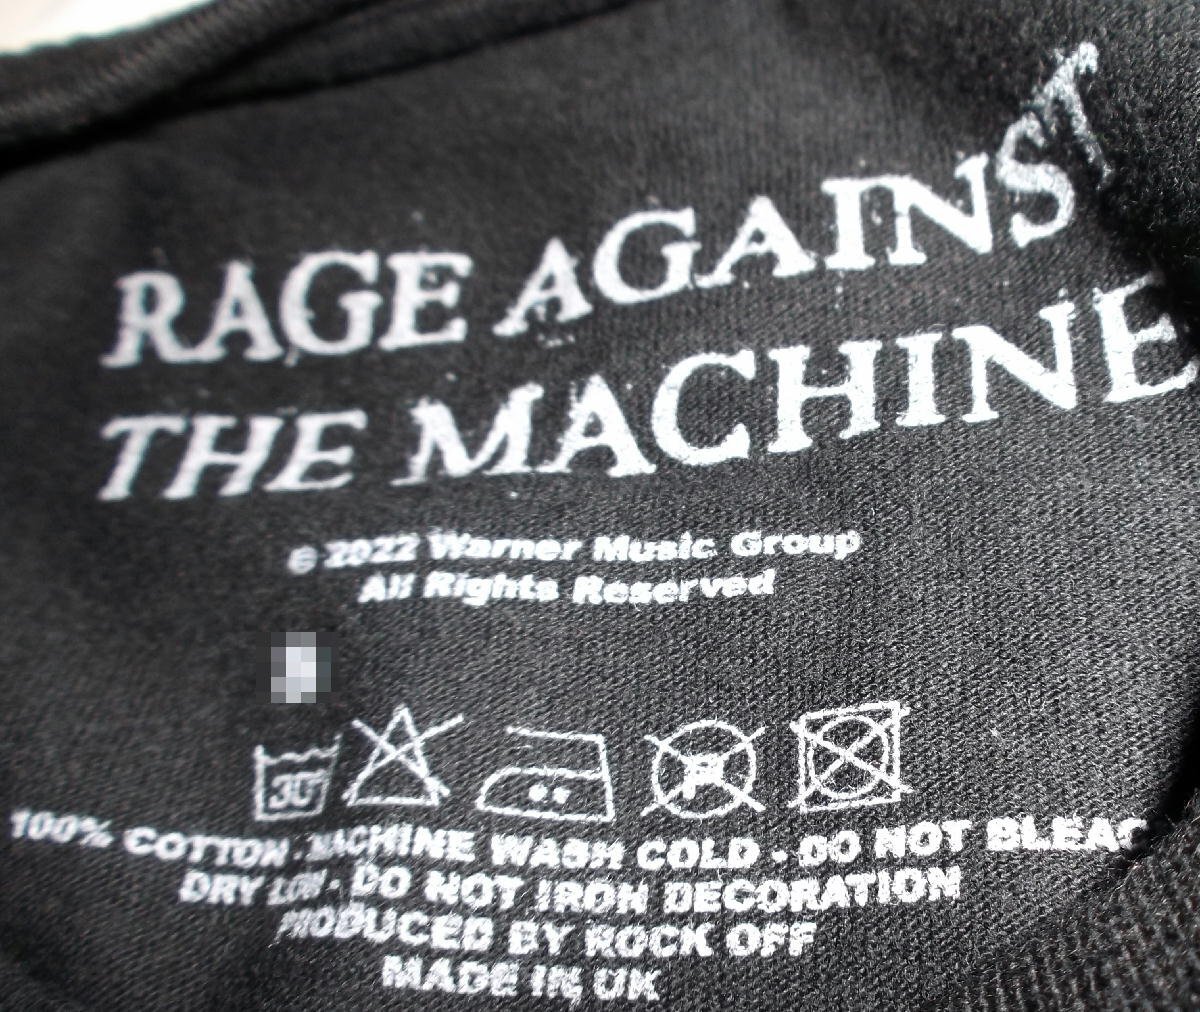 RAGE AGAINST
THE MACHINE
© 2022 Warner Music Group
All Rights Reserved
30°
P
100% COTTON · MACHINE WASH COLD · DO NOT BLEAC
DRY LOW · DO NOT IRON DECORATION
PRODUCED BY ROCK OFF
MADE IN UK